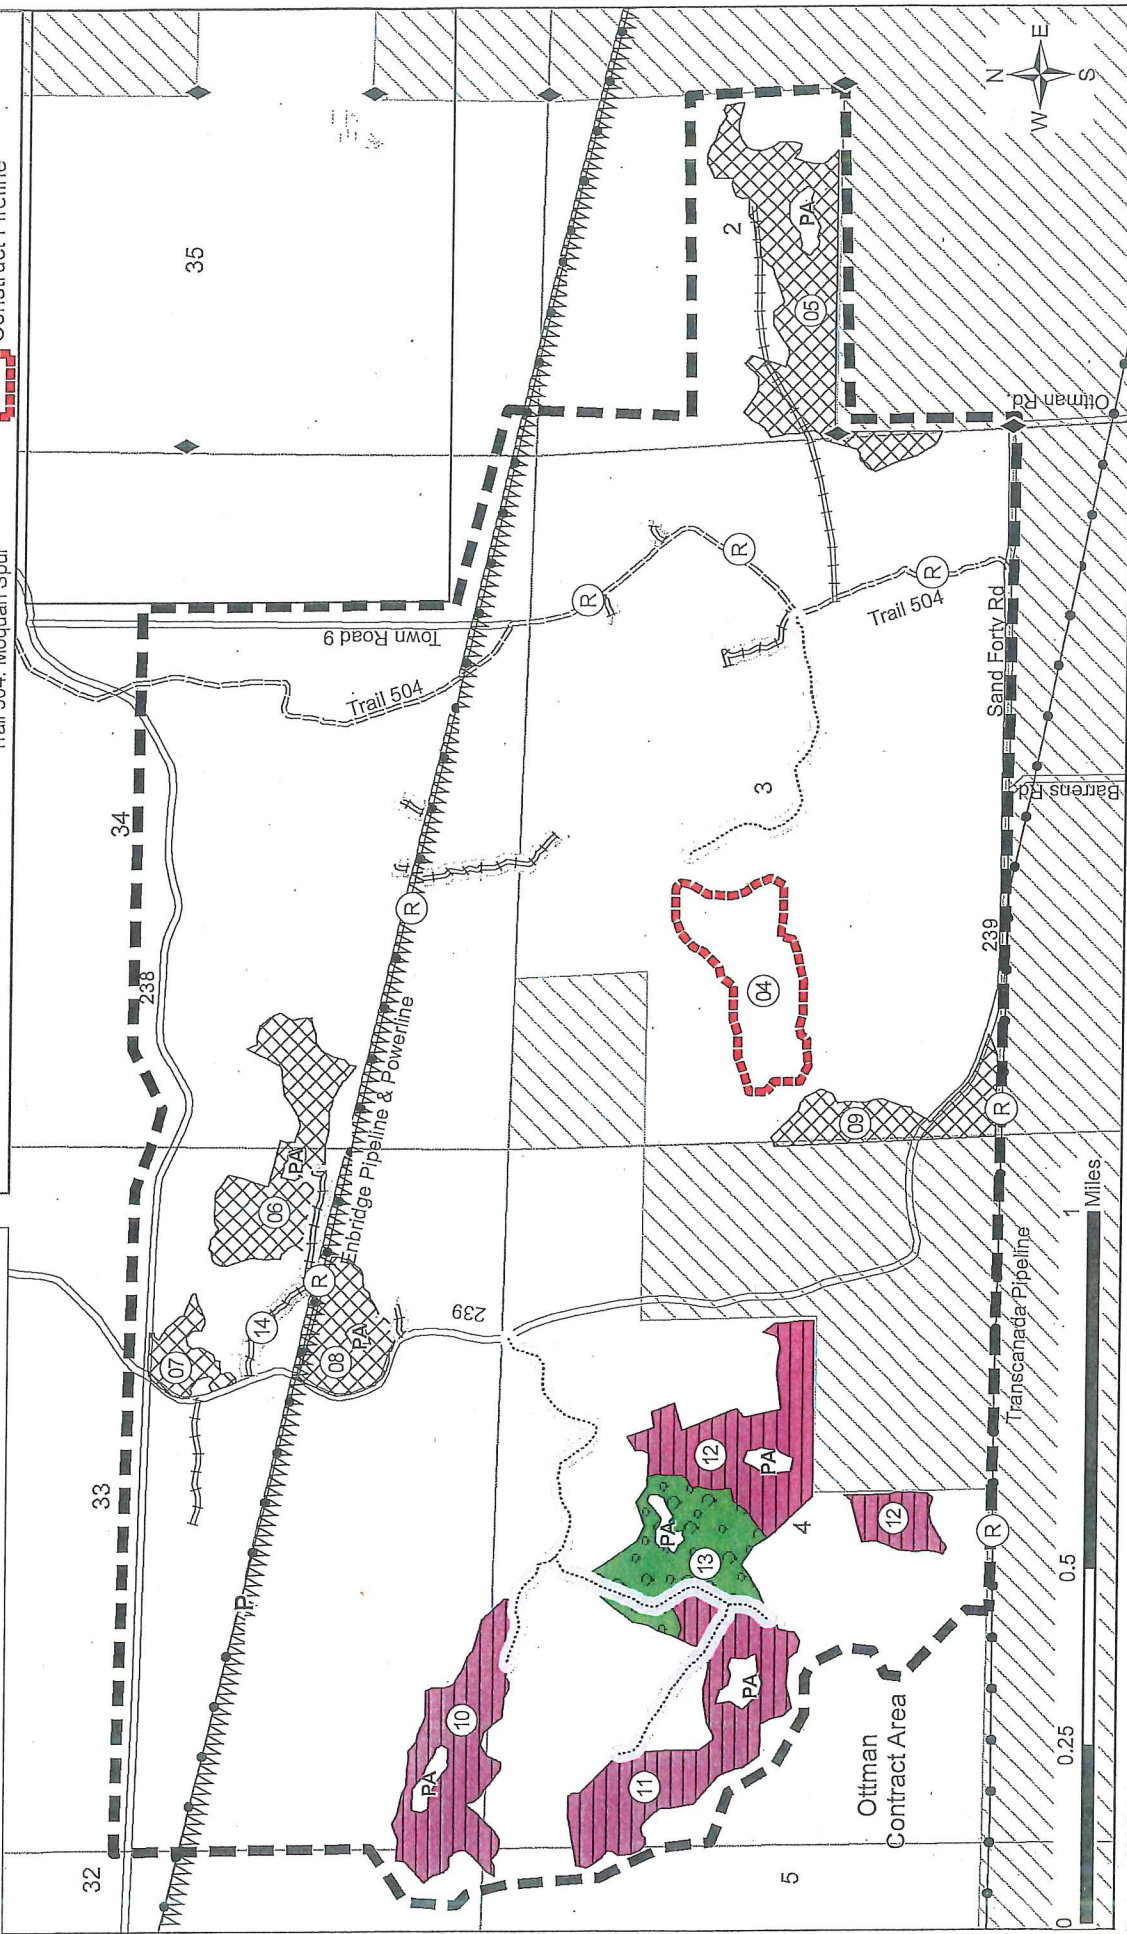 Construct Fireline
Trail 504: Moquah Spur
35
34
33
32
238
Town Road 9
Trail 504
Enbridge Pipeline & Powerline
P
R
R
06
PA
07
14
08
PA
239
2
PA
05
Ottman Rd.
R
R
R
Trail 504
Sand Forty Rd
Barrens Rd
3
04
239
09
R
Transcanada Pipeline
12
PA
12
4
13
PA
R
10
PA
11
PA
5
Ottman
Contract Area
0
0.25
0.5
1
Miles
N
E
S
W